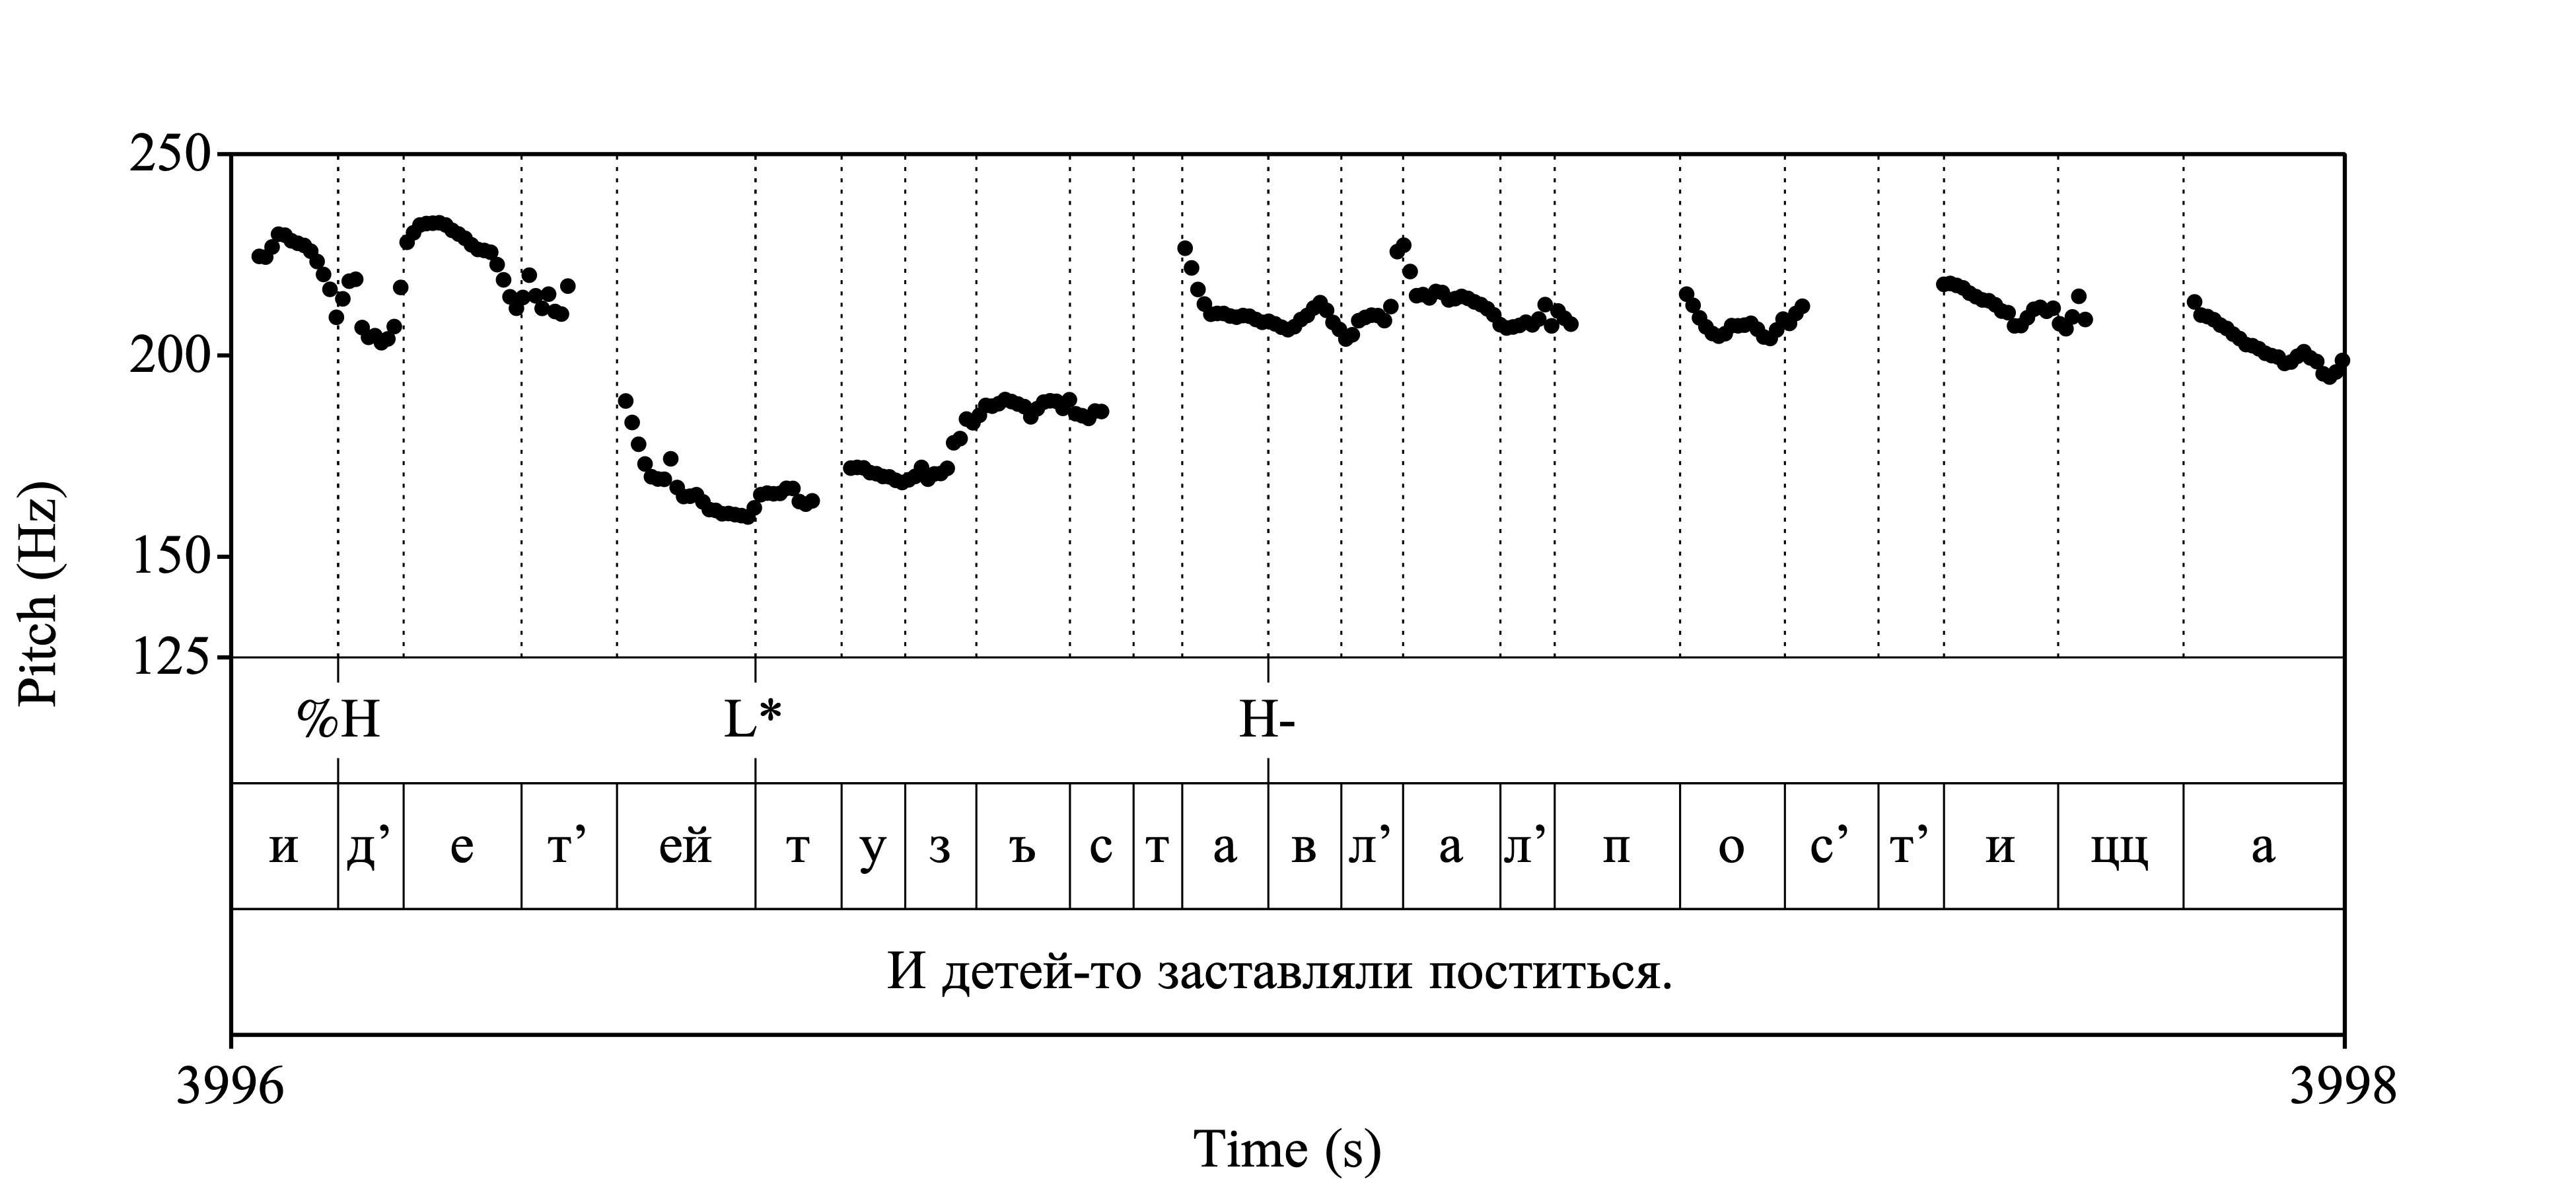 250
200
150
125
Pitch (Hz)
%H L* H-
и д’ е т’ ей т у з ъ с т а в л’ а л’ п о с’ т’ и цц а
И детей-то заставляли поститься.
3996 3998
Time (s)